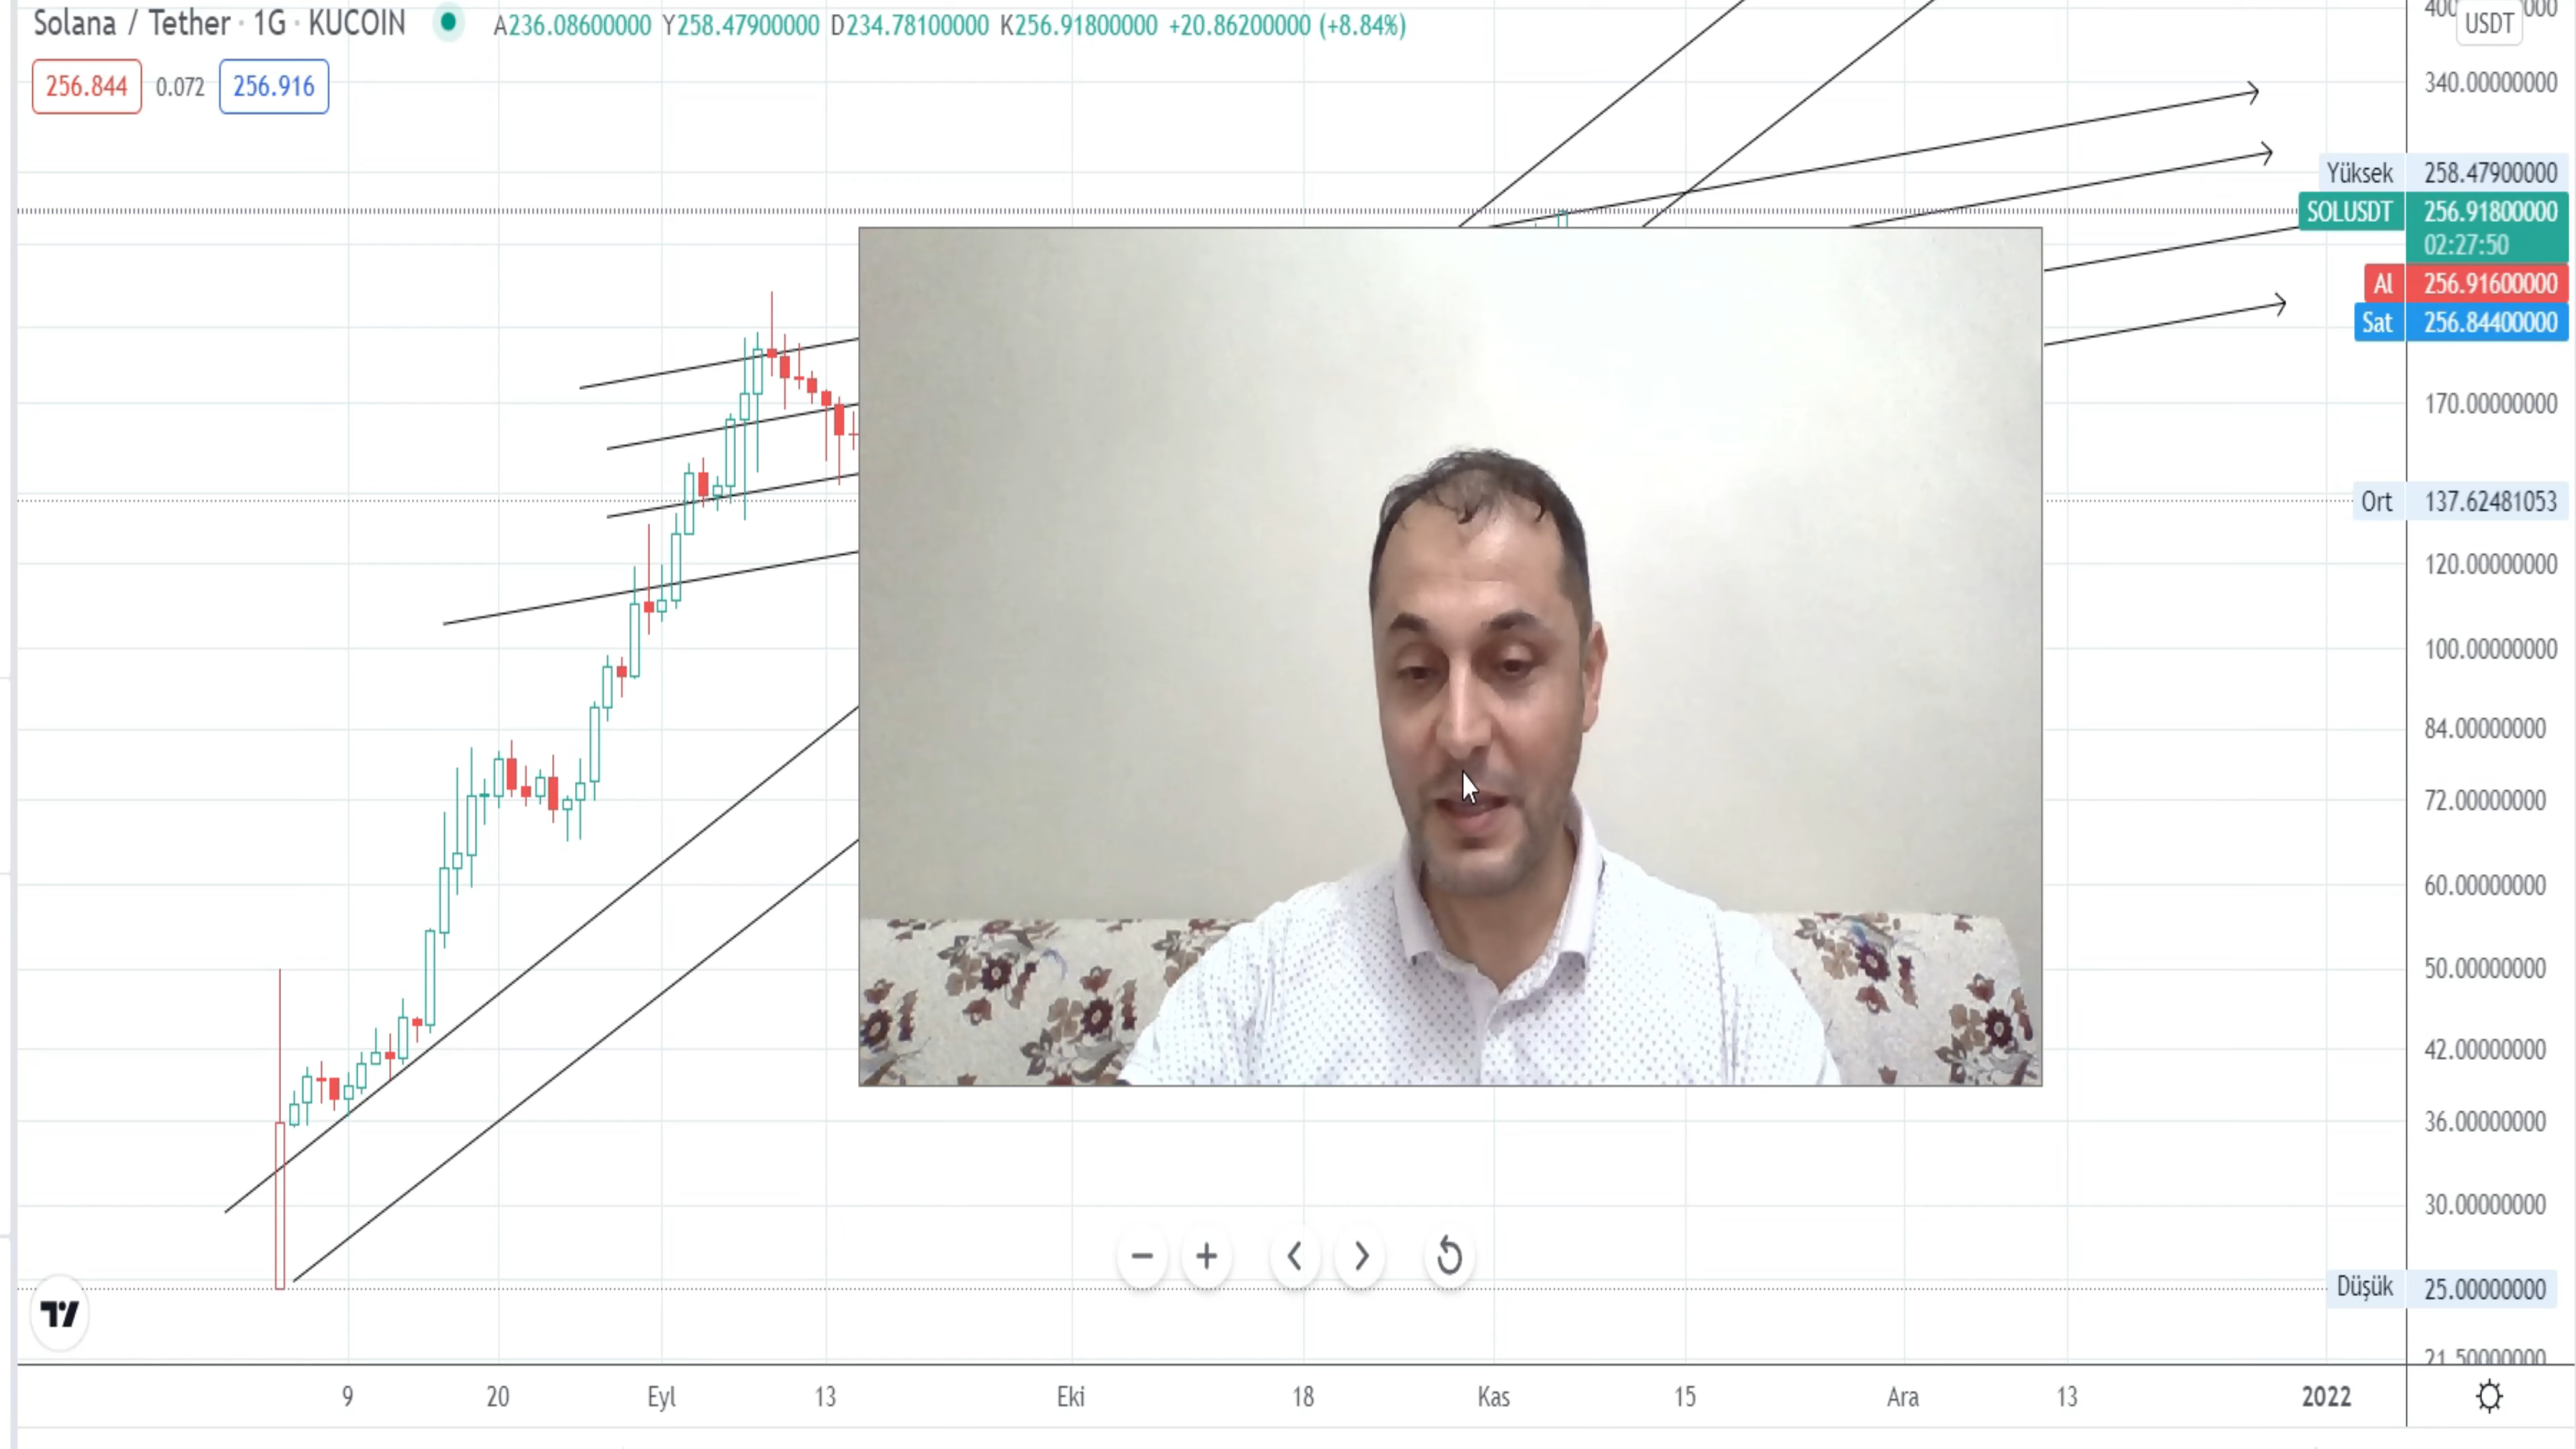 Solana / Tether · 1G · KUCOIN A236.08600000 Y258.47900000 D234.78100000 K256.91800000 +20.86200000 (+8.84%)
256.844 0.072 256.916
USDT
340.00000000
Yüksek 258.47900000
SOLUSDT 256.91800000
02:27:50
Al 256.91600000
Sat 256.84400000
170.00000000
Ort 137.62481053
120.00000000
100.00000000
84.00000000
72.00000000
60.00000000
50.00000000
42.00000000
36.00000000
30.00000000
Düşük 25.00000000
21.50000000
9 20 Eyl 13 Eki 18 Kas 15 Ara 13 2022